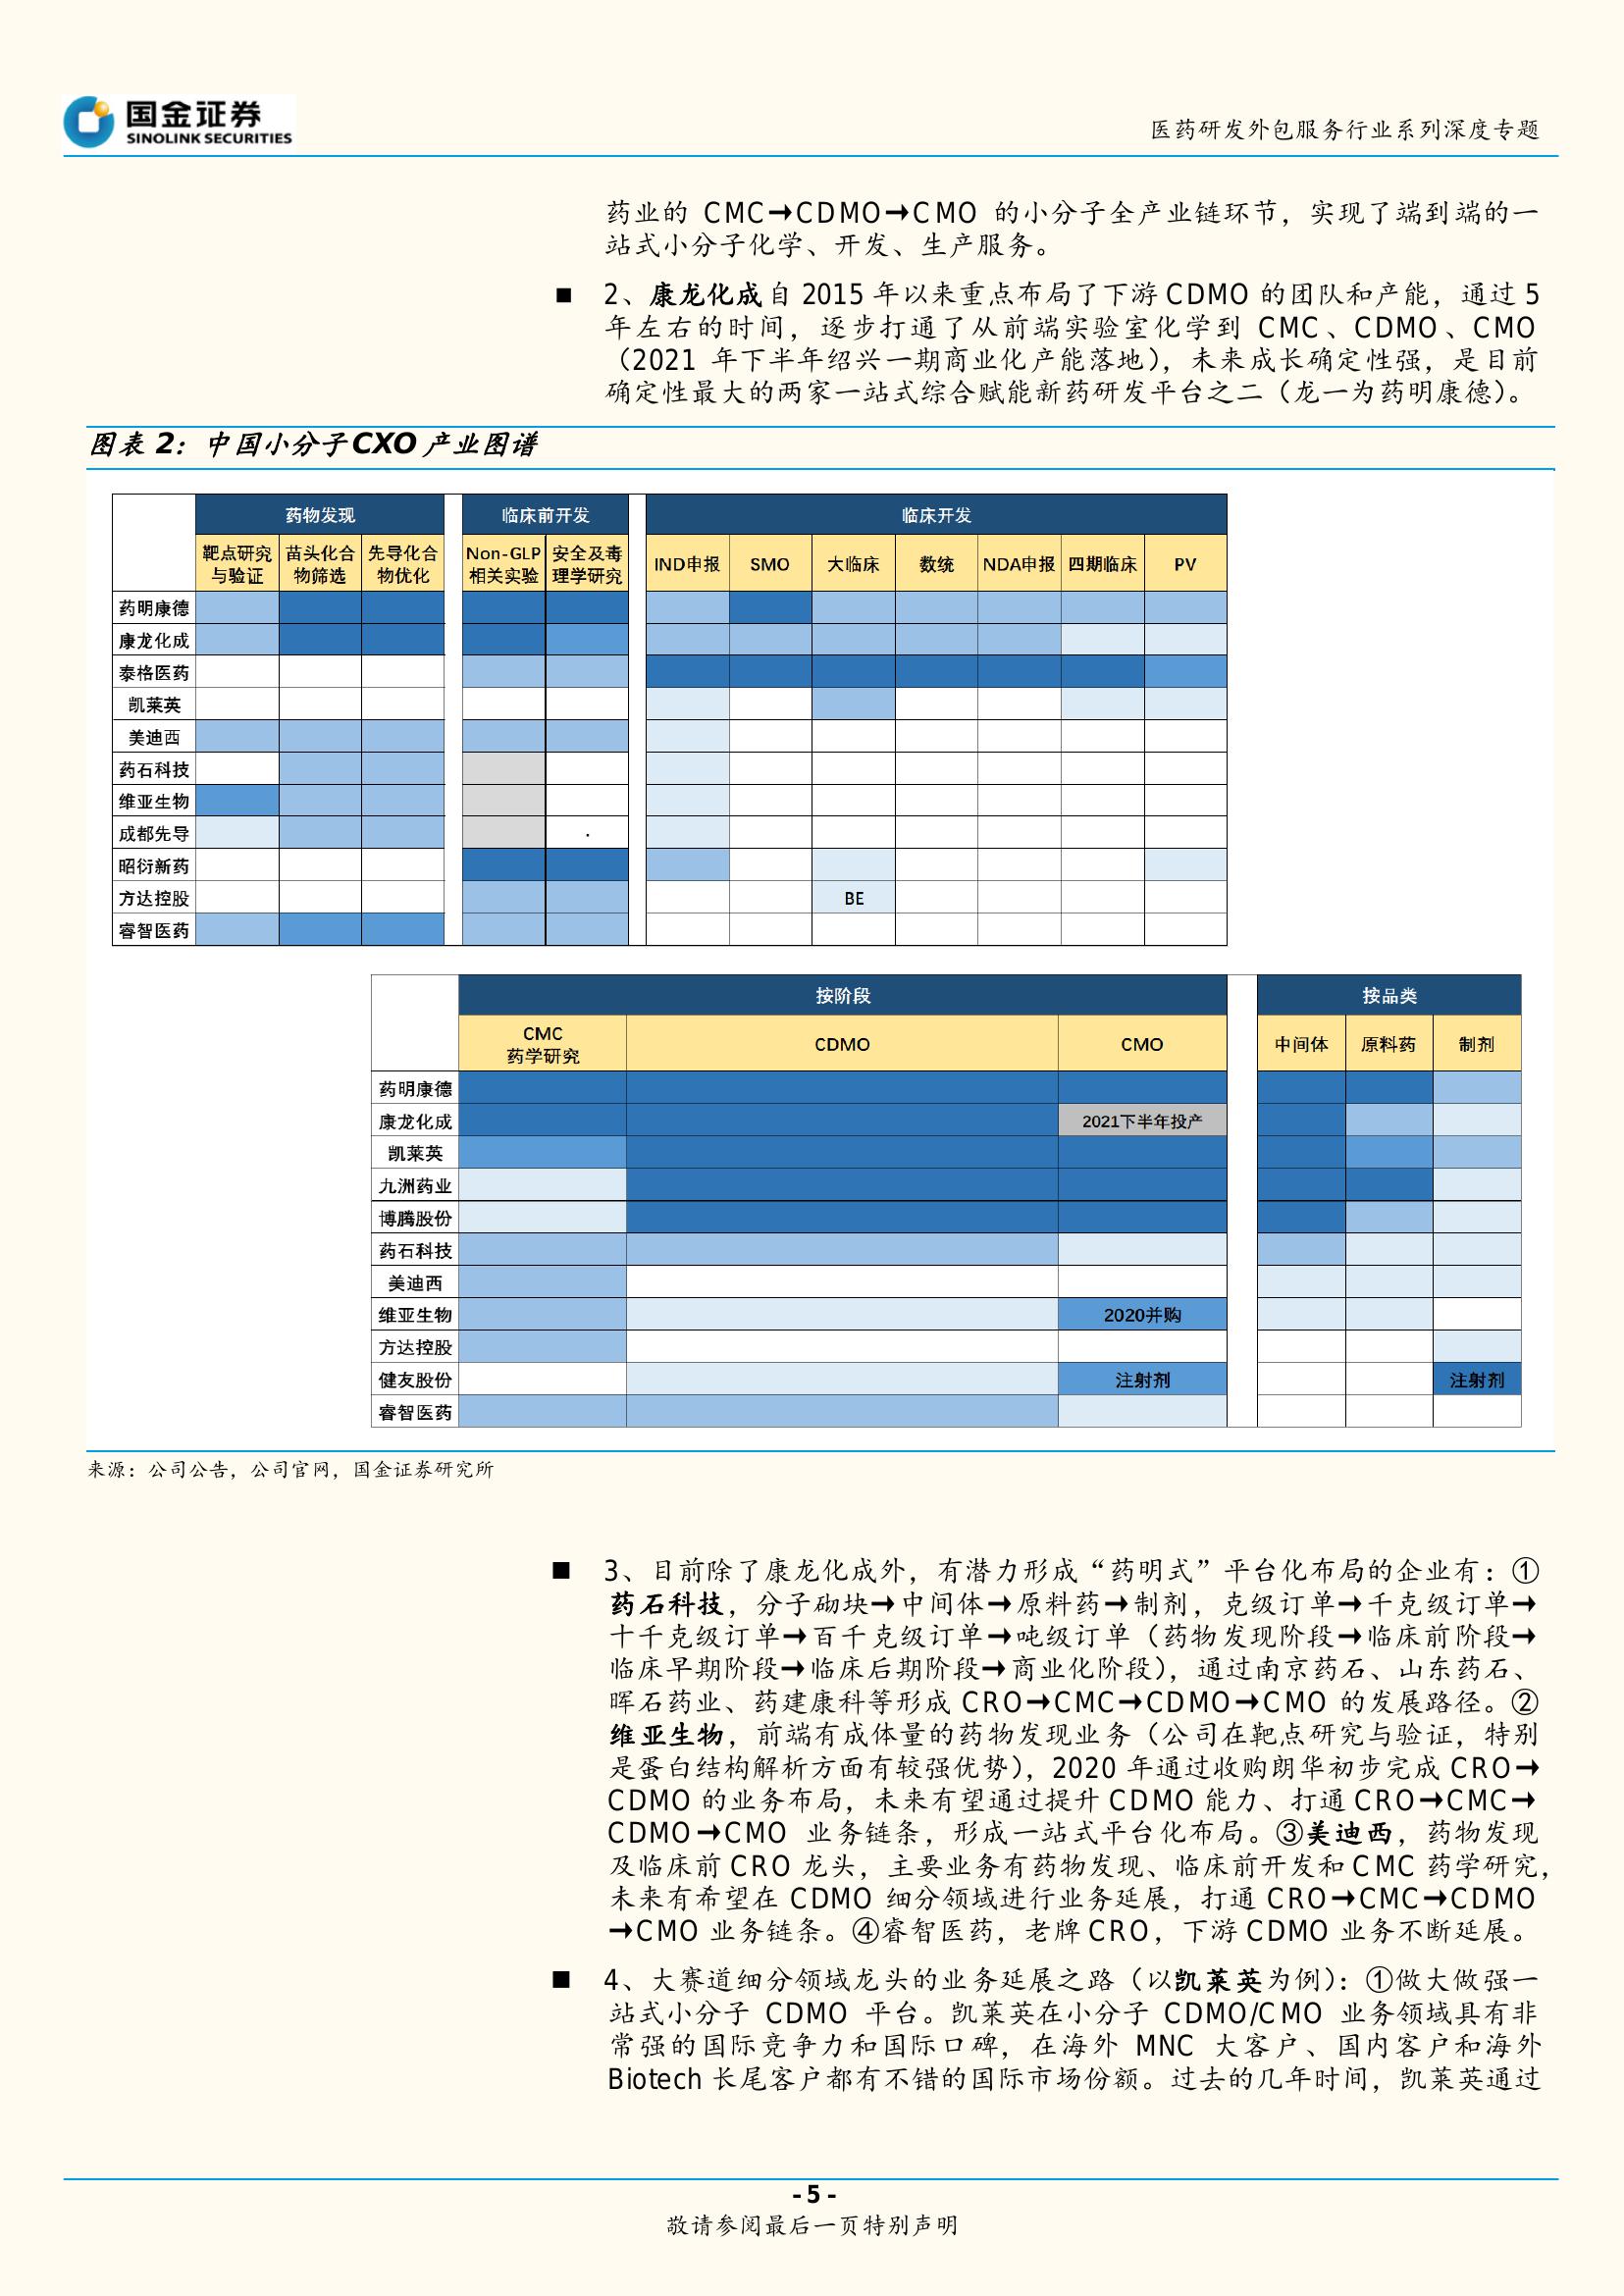 国金证券
SINOLINK SECURITIES
医药研发外包服务行业系列深度专题
药业的 CMC→CDMO→CMO 的小分子全产业链环节，实现了端到端的一
站式小分子化学、开发、生产服务。
■ 2、康龙化成自 2015 年以来重点布局了下游 CDMO 的团队和产能，通过 5
年左右的时间，逐步打通了从前端实验室化学到 CMC、CDMO、CMO
（2021 年下半年绍兴一期商业化产能落地），未来成长确定性强，是目前
确定性最大的两家一站式综合赋能新药研发平台之二（龙一为药明康德）。
图表 2：中国小分子 CXO 产业图谱
药物发现 临床前开发 临床开发
靶点研究 苗头化合 先导化合 Non-GLP 安全及毒
与验证 物筛选 物优化 相关实验 理学研究
IND申报 SMO 大临床 数统 NDA申报 四期临床 PV
药明康德
康龙化成
泰格医药
凯莱英
美迪西
药石科技
维亚生物
成都先导 .
昭衍新药
方达控股 BE
睿智医药
按阶段 按品类
CMC
药学研究
CDMO CMO 中间体 原料药 制剂
药明康德
康龙化成 2021下半年投产
凯莱英
九洲药业
博腾股份
药石科技
美迪西
维亚生物 2020并购
方达控股
健友股份 注射剂 注射剂
睿智医药
来源：公司公告，公司官网，国金证券研究所
■ 3、目前除了康龙化成外，有潜力形成“药明式”平台化布局的企业有：①
药石科技，分子砌块→中间体→原料药→制剂，克级订单→千克级订单→
十千克级订单→百千克级订单→吨级订单（药物发现阶段→临床前阶段→
临床早期阶段→临床后期阶段→商业化阶段），通过南京药石、山东药石、
晖石药业、药建康科等形成 CRO→CMC→CDMO→CMO 的发展路径。②
维亚生物，前端有成体量的药物发现业务（公司在靶点研究与验证，特别
是蛋白结构解析方面有较强优势），2020 年通过收购朗华初步完成 CRO→
CDMO 的业务布局，未来有望通过提升 CDMO 能力、打通 CRO→CMC→
CDMO→CMO 业务链条，形成一站式平台化布局。③美迪西，药物发现
及临床前 CRO 龙头，主要业务有药物发现、临床前开发和 CMC 药学研究，
未来有希望在 CDMO 细分领域进行业务延展，打通 CRO→CMC→CDMO
→CMO 业务链条。④睿智医药，老牌 CRO，下游 CDMO 业务不断延展。
■ 4、大赛道细分领域龙头的业务延展之路（以凯莱英为例）：①做大做强一
站式小分子 CDMO 平台。凯莱英在小分子 CDMO/CMO 业务领域具有非
常强的国际竞争力和国际口碑，在海外 MNC 大客户、国内客户和海外
Biotech 长尾客户都有不错的国际市场份额。过去的几年时间，凯莱英通过
- 5 -
敬请参阅最后一页特别声明